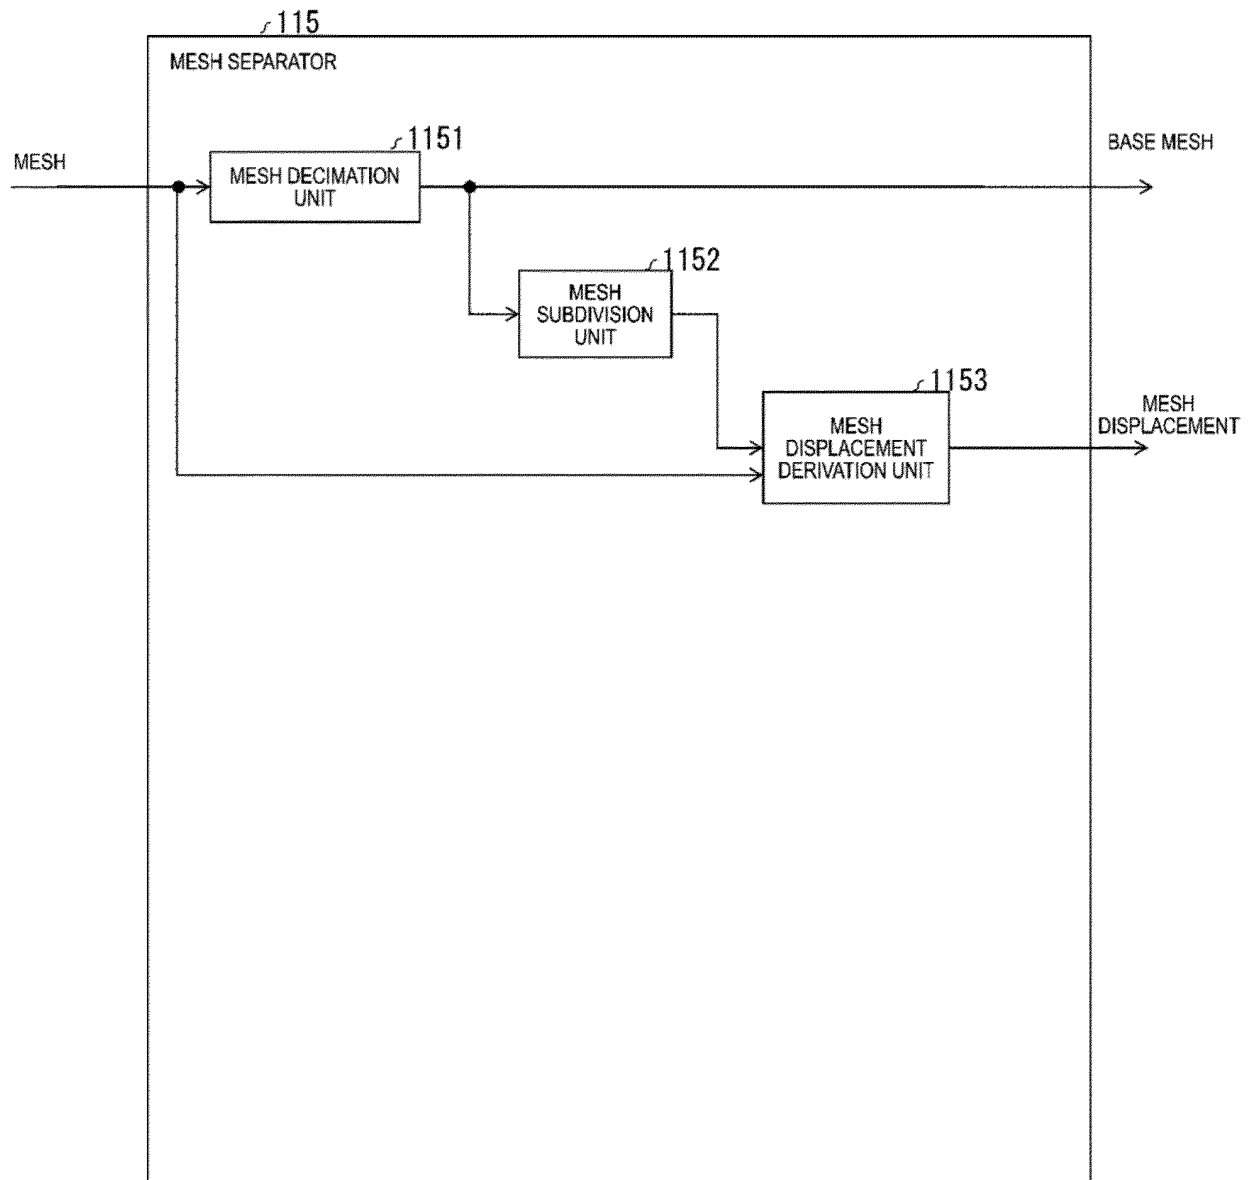 115
MESH SEPARATOR
1151
MESH
MESH DECIMATION
UNIT
BASE MESH
1152
MESH
SUBDIVISION
UNIT
1153
MESH
DISPLACEMENT
DERIVATION UNIT
MESH
DISPLACEMENT